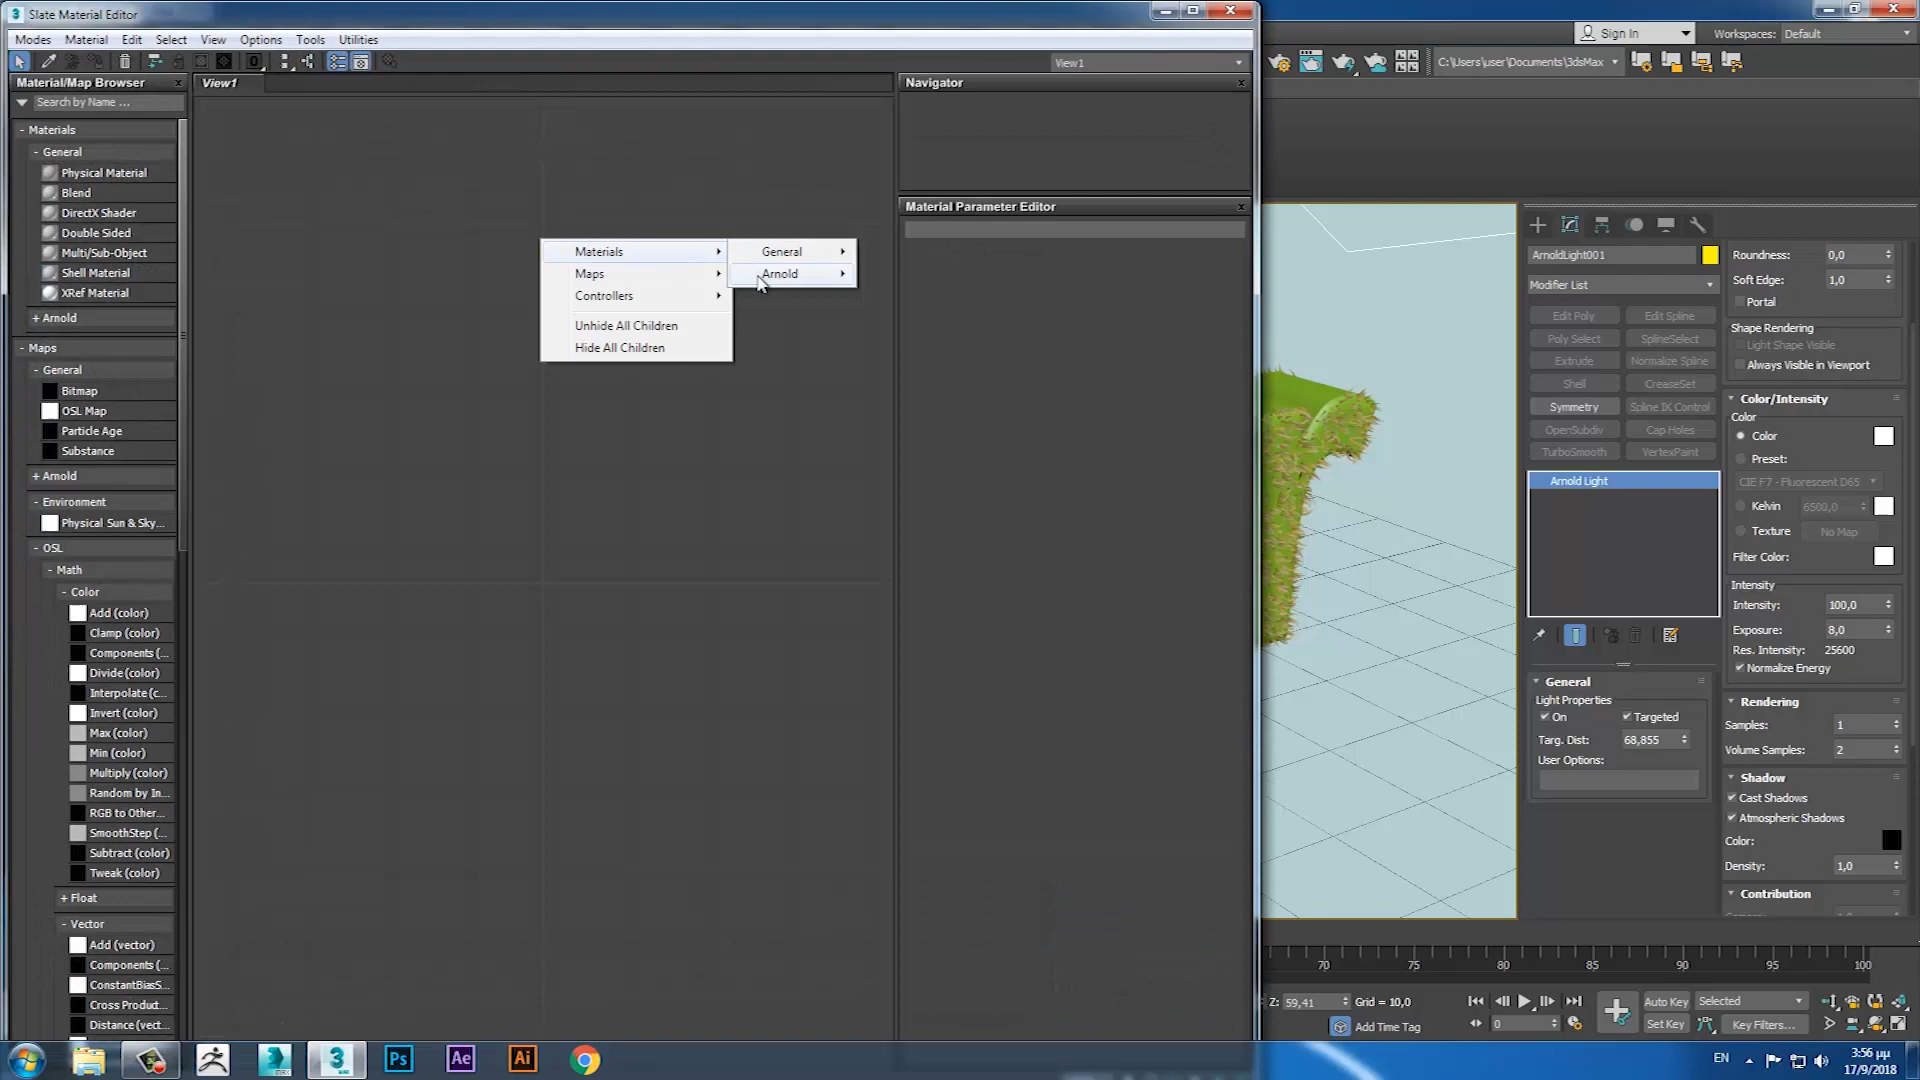 Slate Material Editor
Modes Material Edit Select View Options Tools Utilities
View1
Material/Map Browser
Search by Name ...
- Materials
- General
Physical Material
Blend
DirectX Shader
Double Sided
Multi/Sub-Object
Shell Material
XRef Material
+ Arnold
- Maps
- General
Bitmap
OSL Map
Particle Age
Substance
+ Arnold
- Environment
Physical Sun & Sky...
- OSL
- Math
- Color
Add (color)
Clamp (color)
Components (...
Divide (color)
Interpolate (c...
Invert (color)
Max (color)
Min (color)
Multiply (color)
Random by In...
RGB to Other...
SmoothStep (...
Subtract (color)
Tweak (color)
+ Float
- Vector
Add (vector)
Components (...
ConstantBiasS...
Cross Product...
Distance (vect...
View1
Materials
Maps
Controllers
Unhide All Children
Hide All Children
General
Arnold
Navigator
Material Parameter Editor
Sign In
Workspaces: Default
C:\Users\user\Documents\3dsMax
ArnoldLight001
Modifier List
Edit Poly Edit Spline
Poly Select SplineSelect
Extrude Normalize Spline
Shell CreaseSet
Symmetry Spline IK Control
OpenSubdiv Cap Holes
TurboSmooth VertexPaint
Arnold Light
General
Light Properties
On Targeted
Targ. Dist: 68,855
User Options:
Roundness: 0,0
Soft Edge: 1,0
Portal
Shape Rendering
Light Shape Visible
Always Visible in Viewport
Color/Intensity
Color
Color
Preset:
CIE F7 - Fluorescent D65
Kelvin 6500,0
Texture No Map
Filter Color:
Intensity
Intensity: 100,0
Exposure: 8,0
Res. Intensity: 25600
Normalize Energy
Rendering
Samples: 1
Volume Samples: 2
Shadow
Cast Shadows
Atmospheric Shadows
Color:
Density: 1,0
Contribution
70 75 80 85 90 95 100
Z: 59,41 Grid = 10,0
Add Time Tag
0
Auto Key Selected
Set Key Key Filters...
3
MAX
Ps
Ae
Ai
EN
3:56 μμ
17/9/2018